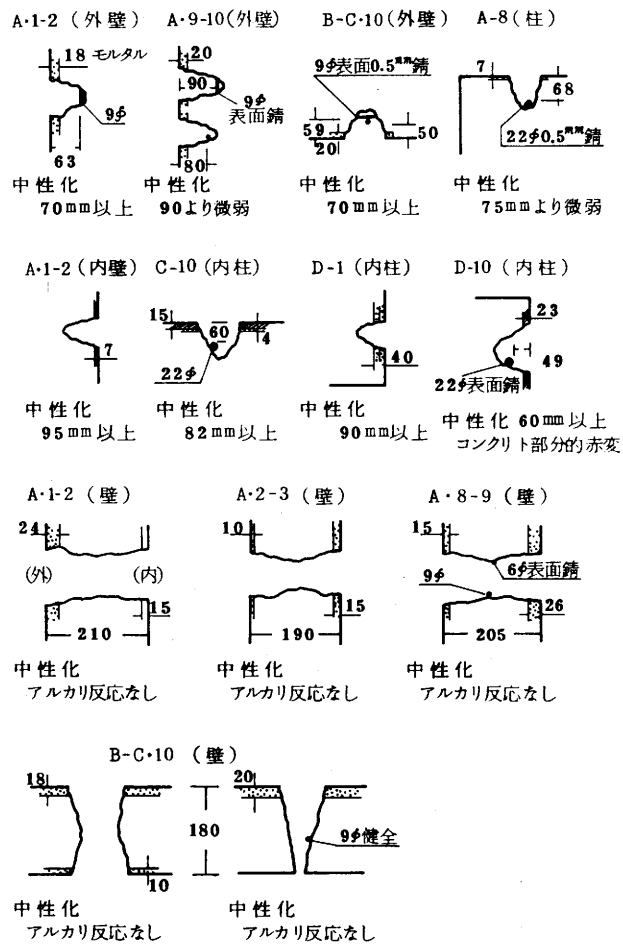 A·1-2（外壁）
A·9-10（外壁）
B-C·10（外壁）
A-8（柱）
18 モルタル
9φ
63
20
90
9φ
表面錆
80
9φ表面0.5mm錆
59
20
50
7
68
22φ0.5mm錆
中性化
70mm以上
中性化
90より微弱
中性化
70mm以上
中性化
75mmより微弱
A·1-2（内壁）
C-10（内柱）
D-1（内柱）
D-10（内柱）
7
15
60
4
22φ
40
23
49
22φ表面錆
中性化
95mm以上
中性化
82mm以上
中性化
90mm以上
中性化 60mm以上
コンクリト部分的赤変
A·1-2（壁）
A·2-3（壁）
A·8-9（壁）
24
(外)
(内)
15
210
10
15
190
15
6φ表面錆
9φ
26
205
中性化
アルカリ反応なし
中性化
アルカリ反応なし
中性化
アルカリ反応なし
B-C·10（壁）
18
10
180
20
9φ健全
中性化
アルカリ反応なし
中性化
アルカリ反応なし